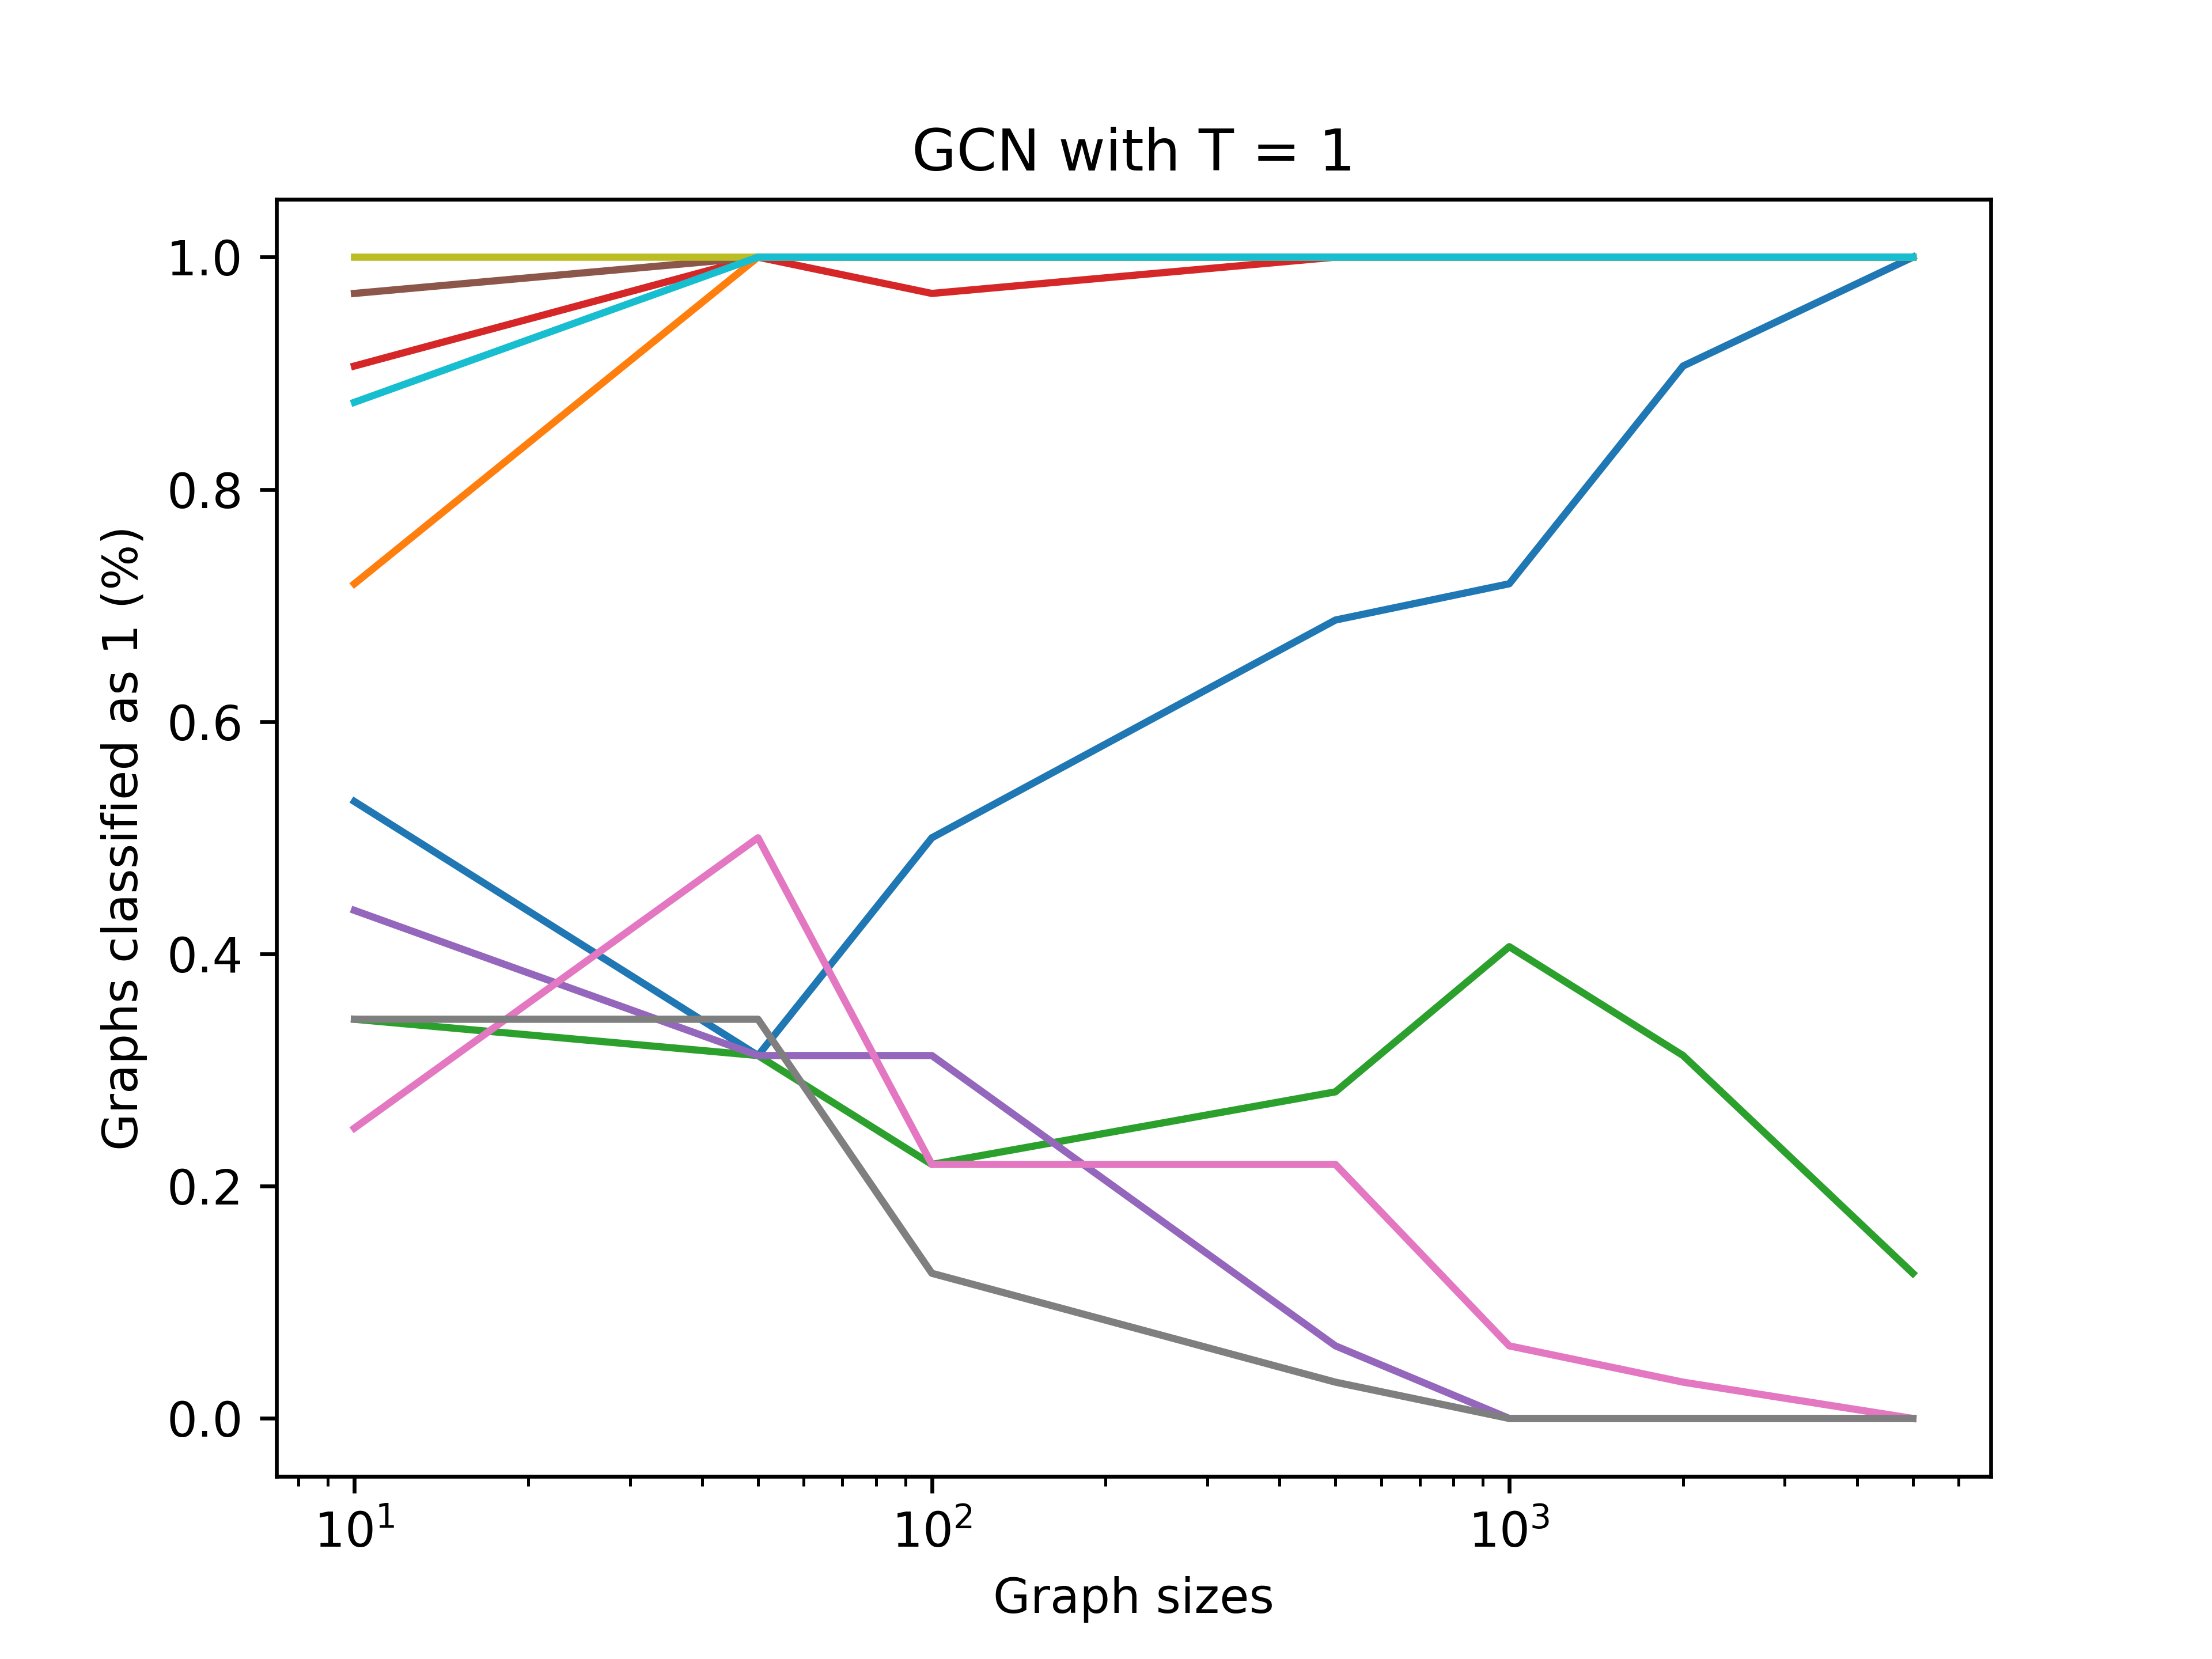 GCN with T = 1
Graphs classified as 1 (%)
1.0
0.8
0.6
0.4
0.2
0.0
10¹ 10² 10³
Graph sizes